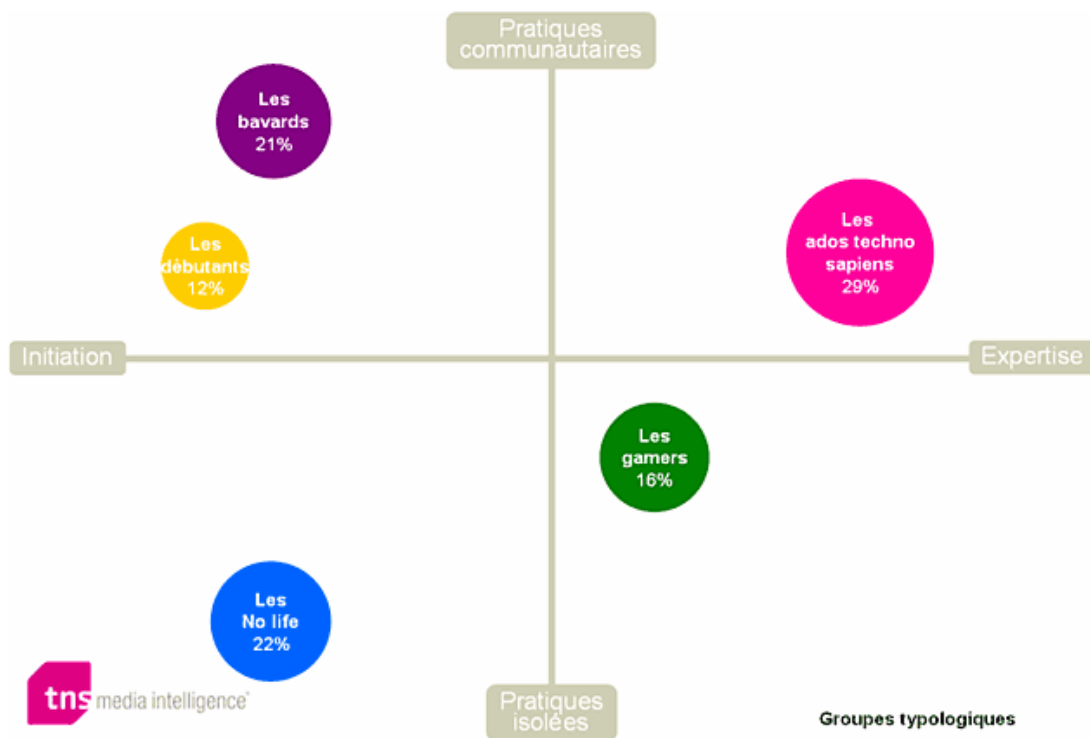 Pratiques
communautaires
Les
bavards
21%
Les
ados techno
sapiens
29%
Les
débutants
12%
Initiation
Expertise
Les
gamers
16%
Les
No life
22%
tns media intelligence
Pratiques
isolées
Groupes typologiques